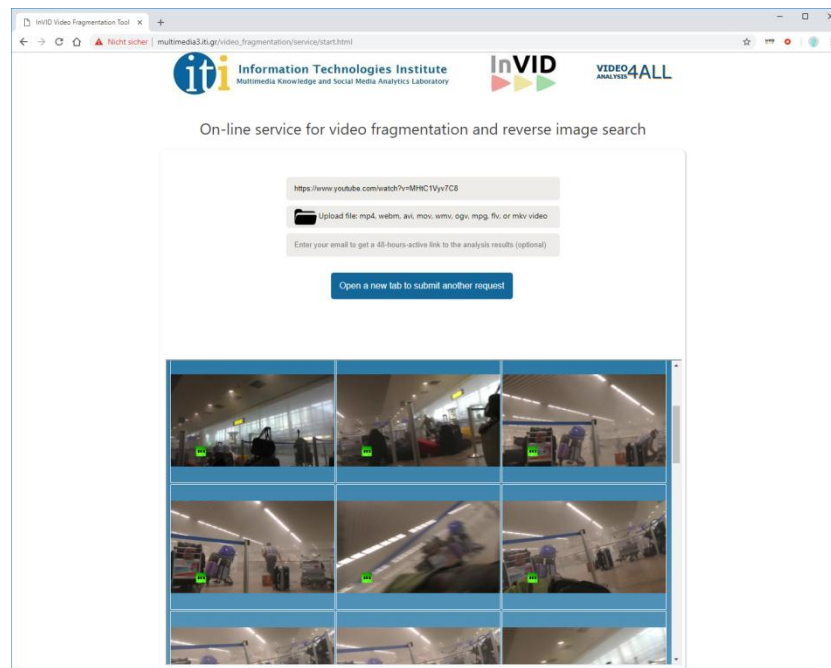 InVID Video Fragmentation Tool
Nicht sicher | multimedia3.iti.gr/video_fragmentation/service/start.html
iti Information Technologies Institute
Multimedia Knowledge and Social Media Analytics Laboratory
InVID
VIDEO ANALYSIS 4ALL
On-line service for video fragmentation and reverse image search
https://www.youtube.com/watch?v=MHtC1Vyv7C8
Upload file: mp4, webm, avi, mov, wmv, ogv, mpg, flv, or mkv video
Enter your email to get a 48-hours-active link to the analysis results (optional)
Open a new tab to submit another request